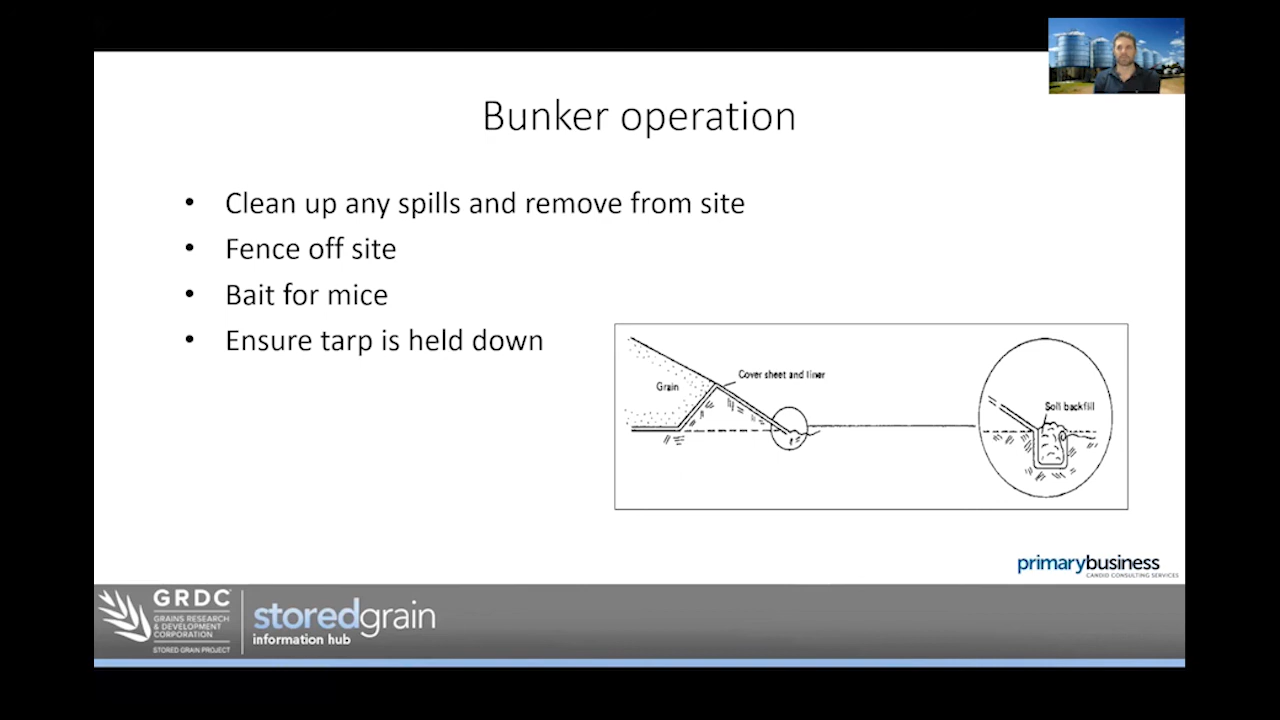 Bunker operation
• Clean up any spills and remove from site
• Fence off site
• Bait for mice
• Ensure tarp is held down
Cover sheet and liner
Grain
Soil backfill
primarybusiness
CANDID CONSULTING SERVICES
GRDC
GRAINS RESEARCH
& DEVELOPMENT
CORPORATION
STORED GRAIN PROJECT
storedgrain
information hub